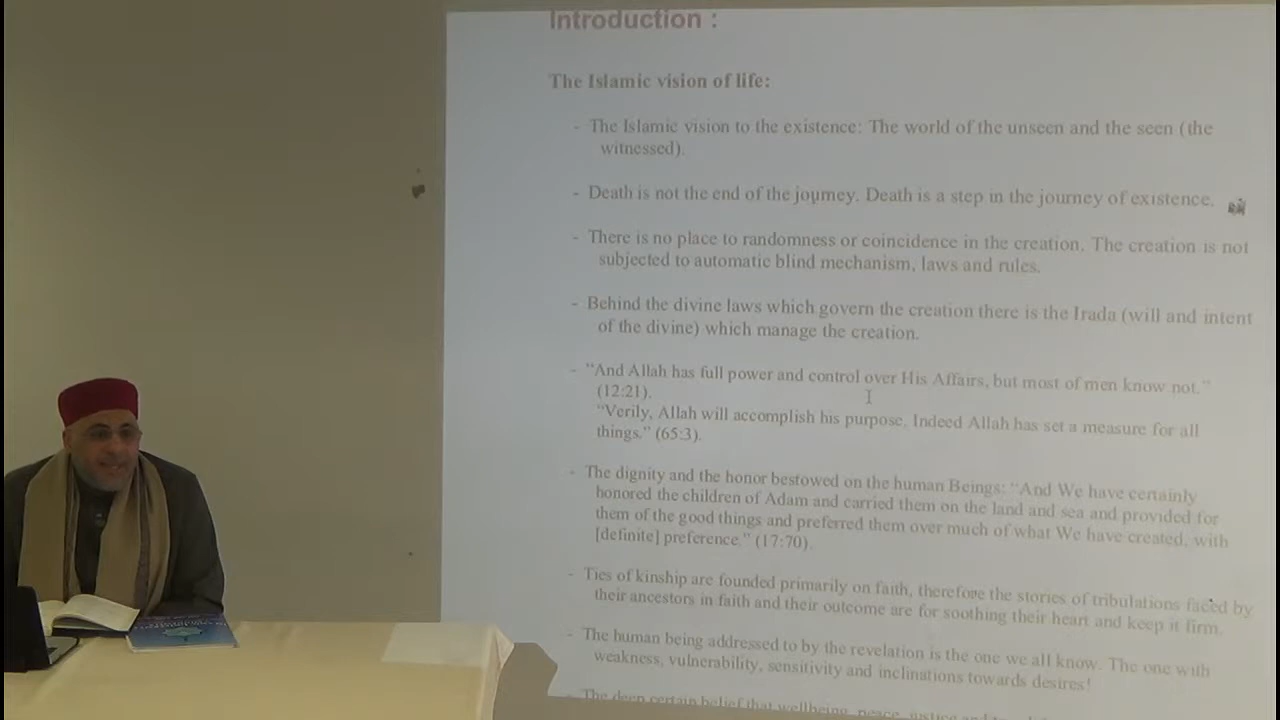 Introduction :
The Islamic vision of life:
- The Islamic vision to the existence: The world of the unseen and the seen (the
witnessed).
- Death is not the end of the journey. Death is a step in the journey of existence.
- There is no place to randomness or coincidence in the creation. The creation is not
subjected to automatic blind mechanism, laws and rules.
- Behind the divine laws which govern the creation there is the Irada (will and intent
of the divine) which manage the creation.
- "And Allah has full power and control over His Affairs, but most of men know not."
(12:21).
"Verily, Allah will accomplish his purpose. Indeed Allah has set a measure for all
things." (65:3).
- The dignity and the honor bestowed on the human Beings: "And We have certainly
honored the children of Adam and carried them on the land and sea and provided for
them of the good things and preferred them over much of what We have created, with
[definite] preference." (17:70).
- Ties of kinship are founded primarily on faith, therefore the stories of tribulations faced by
their ancestors in faith and their outcome are for soothing their heart and keep it firm.
- The human being addressed to by the revelation is the one we all know. The one with
weakness, vulnerability, sensitivity and inclinations towards desires!
- The deep certain belief that wellbeing, peace, justice and